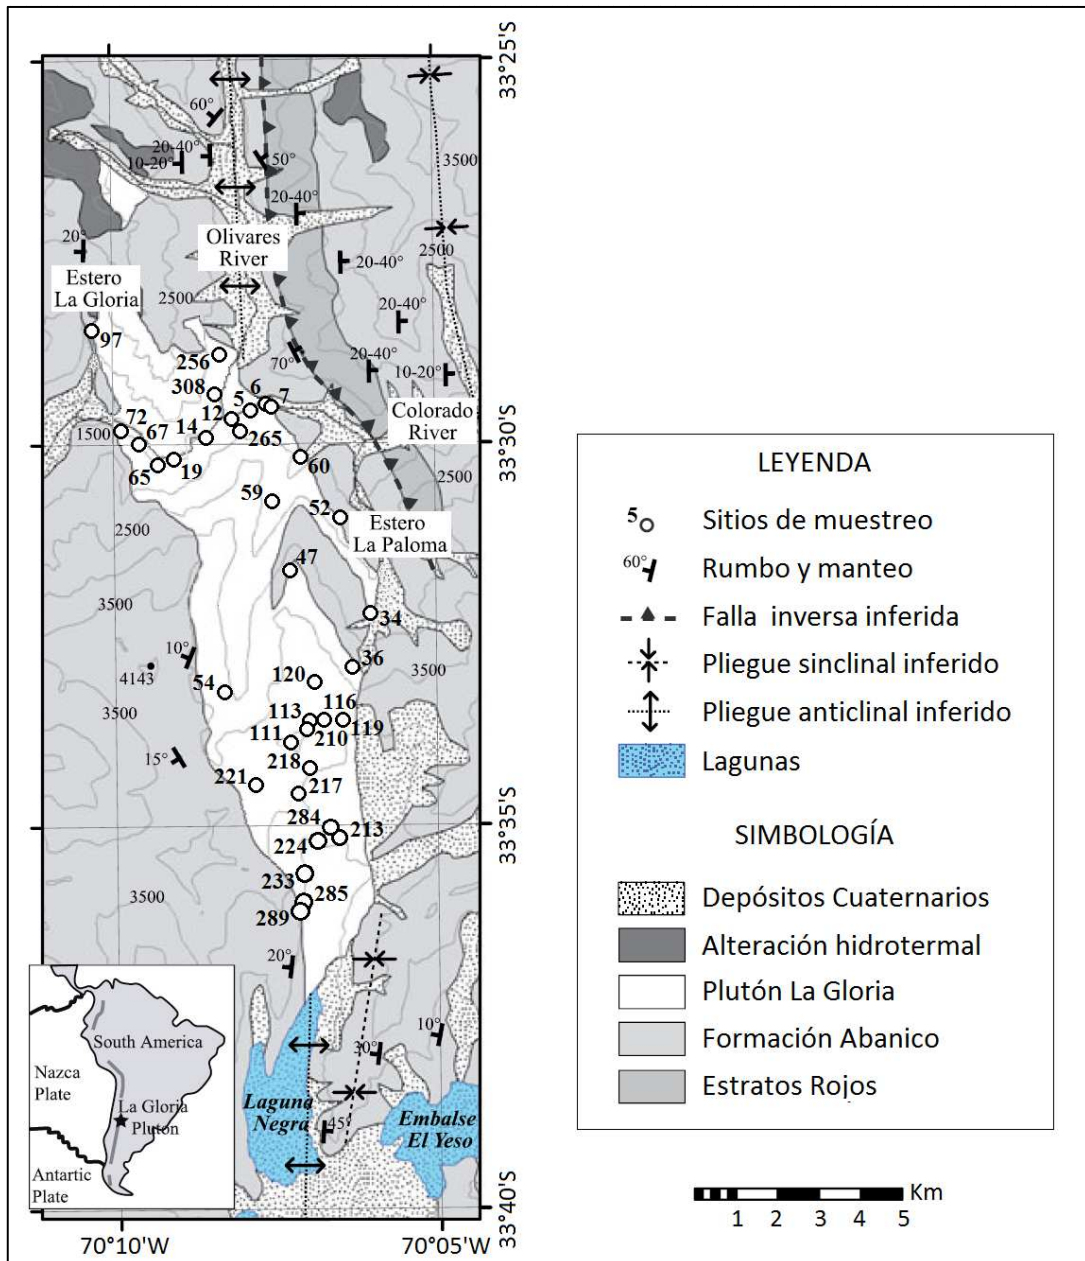 33°25'S
60°
20-40°
10-20°
50°
3500
20-40°
20°
Olivares
River
2500
20-40°
Estero
La Gloria
2500
20-40°
97
256
70°
20-40°
10-20°
308
6
7
5
12
Colorado
River
72
1500
67
14
265
33°30'S
65
19
60
2500
59
52
2500
Estero
La Paloma
47
3500
34
10°
36
3500
4143
54
120
3500
113
116
111
210
119
15°
218
221
217
284
213
33°35'S
224
233
3500
285
289
20°
10°
30°
Laguna
Negra
45°
Embalse
El Yeso
33°40'S
70°10'W
70°05'W
South America
Nazca
Plate
La Gloria
Pluton
Antartic
Plate
LEYENDA
5 Sitios de muestreo
60° Rumbo y manteo
Falla inversa inferida
Pliegue sinclinal inferido
Pliegue anticlinal inferido
Lagunas
SIMBOLOGÍA
Depósitos Cuaternarios
Alteración hidrotermal
Plutón La Gloria
Formación Abanico
Estratos Rojos
Km
1 2 3 4 5